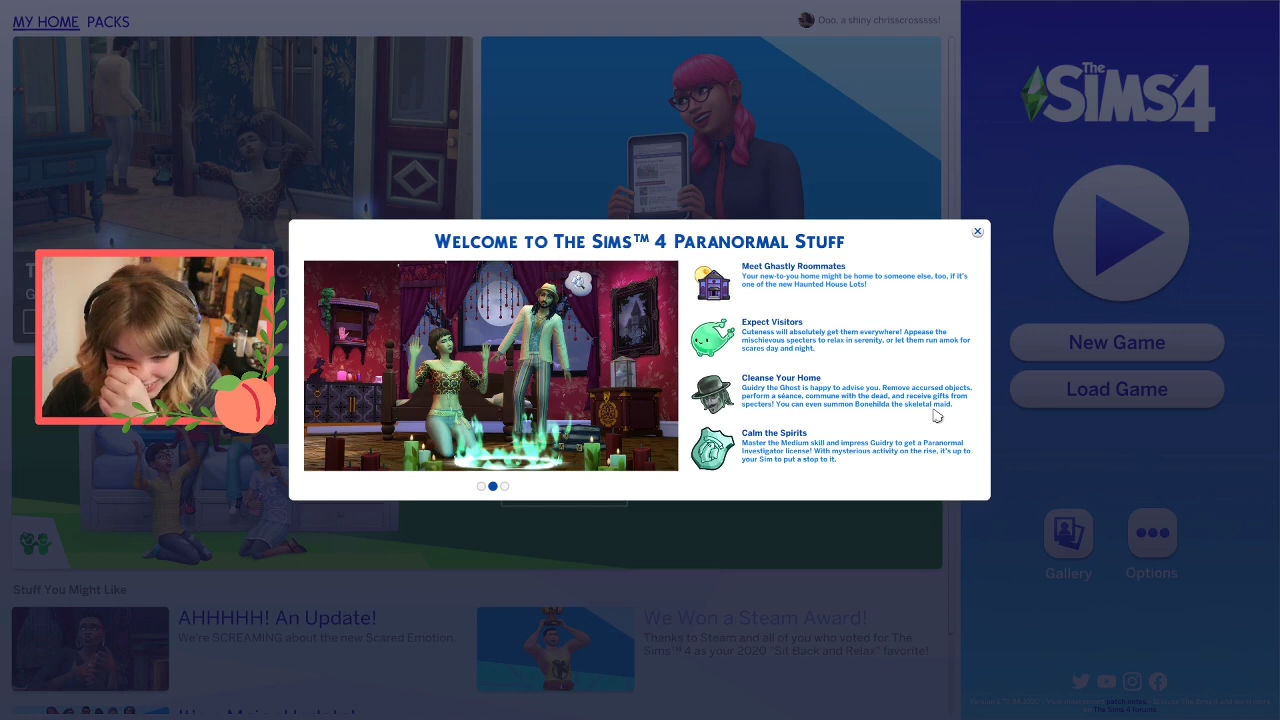 MY HOME PACKS
Ooo, a shiny chrisscrosssss!
THE SIMS 4
WELCOME TO THE SIMS™ 4 PARANORMAL STUFF
Meet Ghastly Roommates
Your new-to-you home might be home to someone else, too, if it's
one of the new Haunted House Lots!
Expect Visitors
Cuteness will absolutely get them everywhere! Appease the
mischievous specters to relax in serenity, or let them run amok for
scares day and night.
Cleanse Your Home
Guidry the Ghost is happy to advise you. Remove accursed objects,
perform a séance, commune with the dead, and receive gifts from
specters! You can even summon Bonehilda the skeletal maid.
Calm the Spirits
Master the Medium skill and impress Guidry to get a Paranormal
Investigator license! With mysterious activity on the rise, it's up to
your Sim to put a stop to it.
New Game
Load Game
Gallery
Options
Stuff You Might Like
AHHHHH! An Update!
We're SCREAMING about the new Scared Emotion.
We Won a Steam Award!
Thanks to Steam and all of you who voted for The
Sims™ 4 as your 2020 "Sit Back and Relax" favorite!
patch notes
The Sims 4 Forums